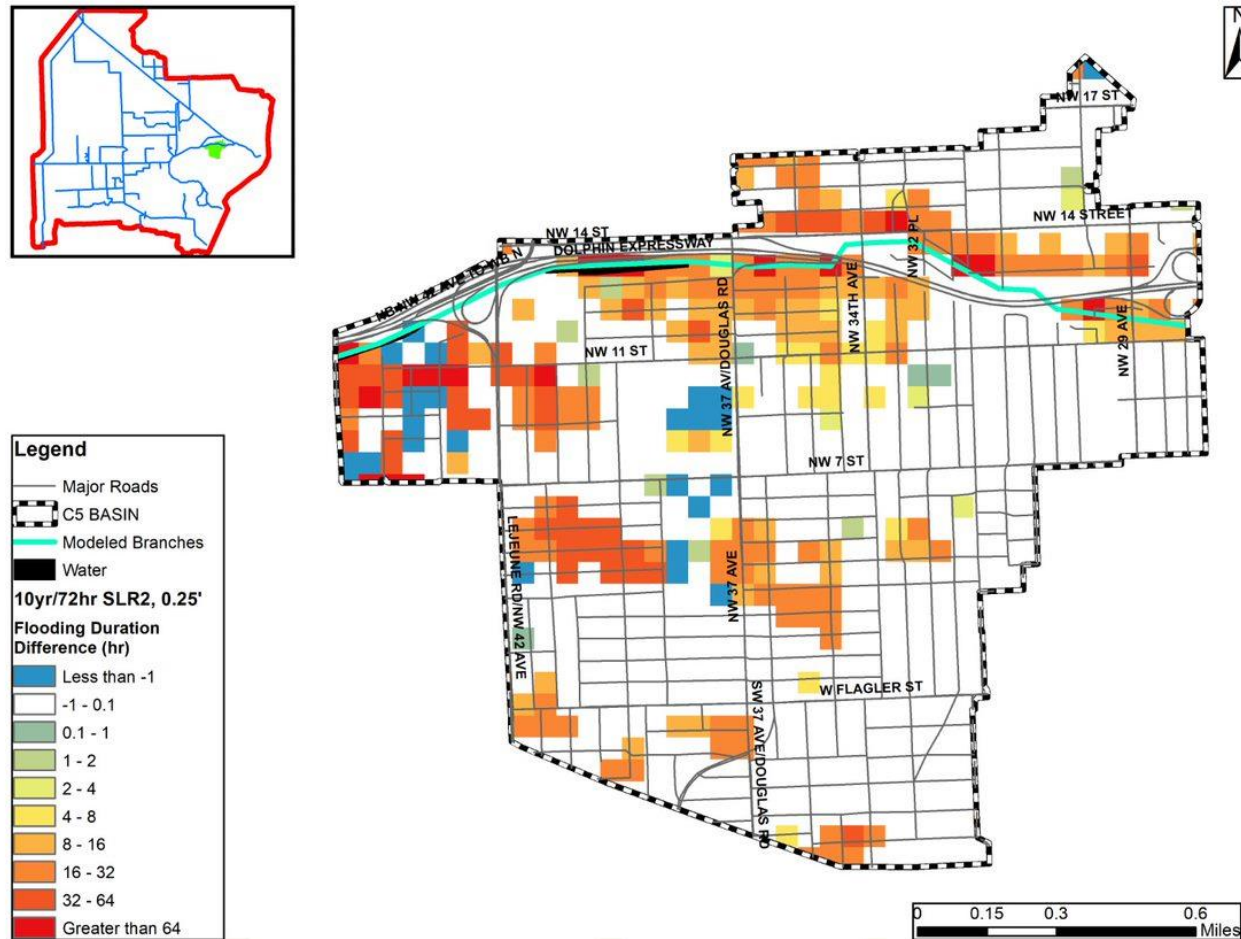 N
NW 17 ST
NW 14 STREET
NW 14 ST
DOLPHIN EXPRESSWAY
NW 32 PL
NW 34TH AVE
NW 37 AV/DOUGLAS RD
NW 29 AVE
NW 11 ST
NW 7 ST
LEJEUNE RD/NW 42 AVE
NW 37 AVE
W FLAGLER ST
SW 37 AVE/DOUGLAS RD
Legend
Major Roads
C5 BASIN
Modeled Branches
Water
10yr/72hr SLR2, 0.25'
Flooding Duration
Difference (hr)
Less than -1
-1 - 0.1
0.1 - 1
1 - 2
2 - 4
4 - 8
8 - 16
16 - 32
32 - 64
Greater than 64
0 0.15 0.3 0.6
Miles